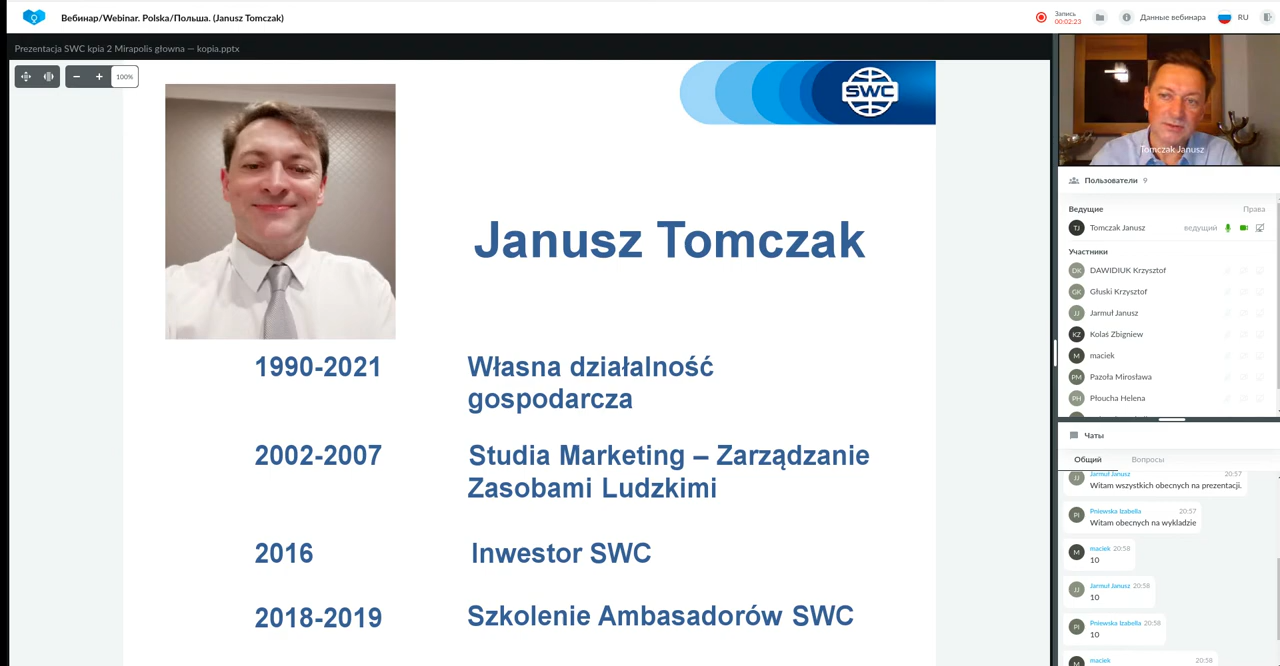 Вебинар/Webinar. Polska/Польша. (Janusz Tomczak)
Запись
00:02:23
Данные вебинара
RU
Prezentacja SWC kpia 2 Mirapolis głowna — kopia.pptx
100%
SWC
Janusz Tomczak
1990-2021 Własna działalność
gospodarcza
2002-2007 Studia Marketing – Zarządzanie
Zasobami Ludzkimi
2016 Inwestor SWC
2018-2019 Szkolenie Ambasadorów SWC
Tomczak Janusz
Пользователи 9
Ведущие Права
TJ Tomczak Janusz ведущий
Участники
DK DAWIDIUK Krzysztof
GK Głuski Krzysztof
JJ Jarmuł Janusz
KZ Kolaś Zbigniew
M maciek
PM Pazoła Mirosława
PH Płoucha Helena
Чаты
Общий Вопросы
JJ Jarmuł Janusz 20:57
Witam wszystkich obecnych na prezentacji.
PI Pniewska Izabella 20:57
Witam obecnych na wykladzie
M maciek 20:58
10
JJ Jarmuł Janusz 20:58
10
PI Pniewska Izabella 20:58
10
M maciek 20:58